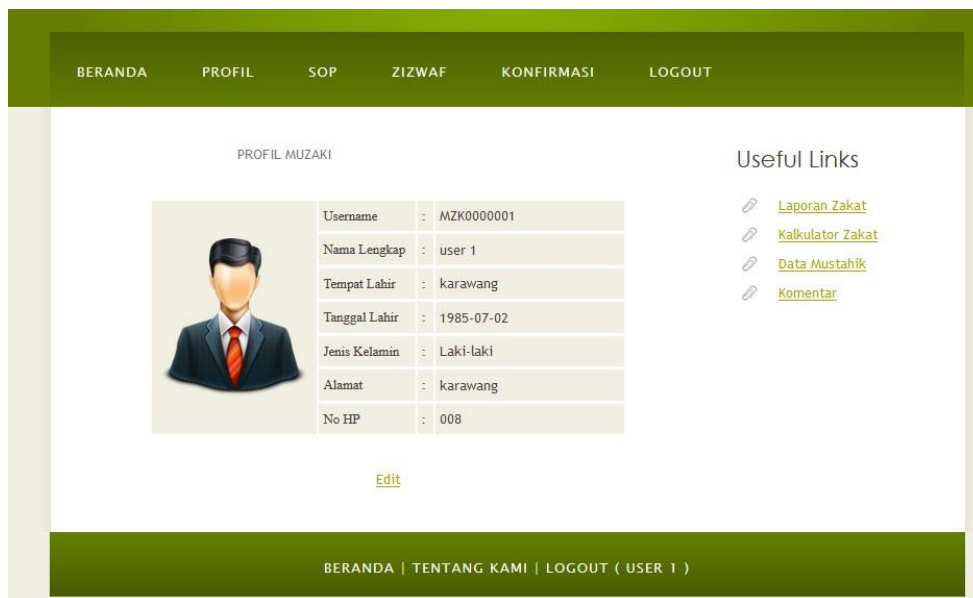 BERANDA PROFIL SOP ZIZWAF KONFIRMASI LOGOUT
PROFIL MUZAKI
Username : MZK0000001
Nama Lengkap : user 1
Tempat Lahir : karawang
Tanggal Lahir : 1985-07-02
Jenis Kelamin : Laki-laki
Alamat : karawang
No HP : 008
Edit
Useful Links
Laporan Zakat
Kalkulator Zakat
Data Mustahik
Komentar
BERANDA | TENTANG KAMI | LOGOUT ( USER 1 )